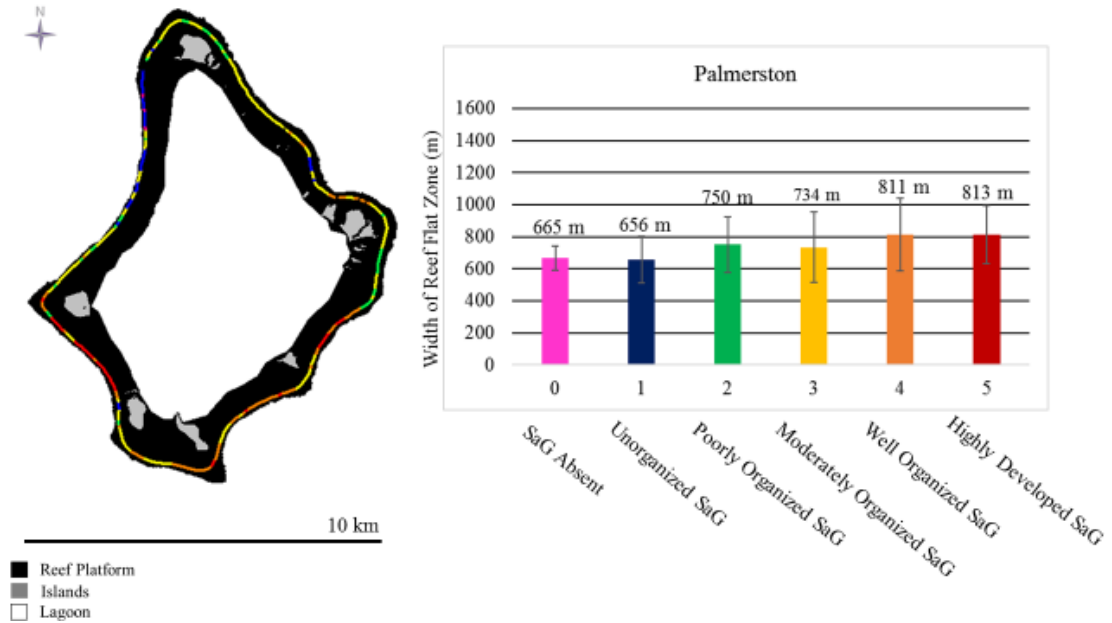 N
10 km
Reef Platform
Islands
Lagoon
Palmerston
Width of Reef Flat Zone (m)
1600
1400
1200
1000
800
600
400
200
0
665 m
656 m
750 m
734 m
811 m
813 m
0
1
2
3
4
5
SaG Absent
Unorganized SaG
Poorly Organized SaG
Moderately Organized SaG
Well Organized SaG
Highly Developed SaG